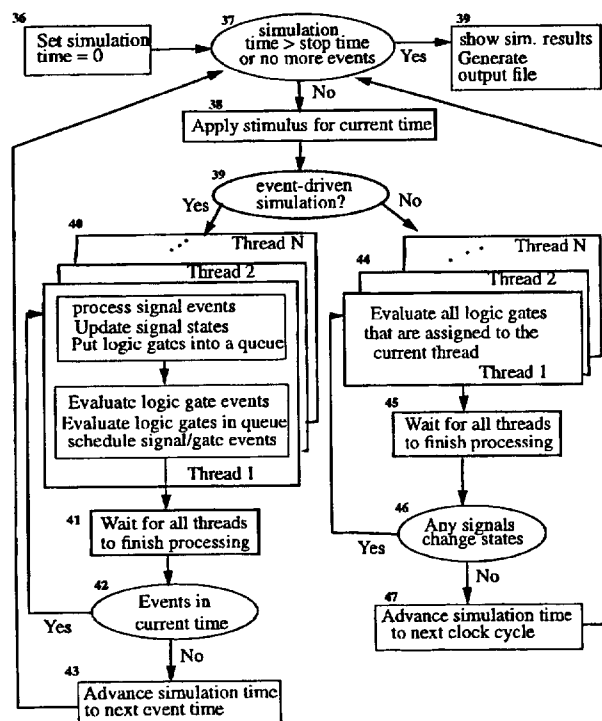 36
Set simulation
time = 0
37
simulation
time > stop time
or no more events
Yes
39
show sim. results
Generate
output file
No
38
Apply stimulus for current time
39
event-driven
simulation?
Yes
No
40
Thread N
Thread 2
process signal events
Update signal states
Put logic gates into a queue
Evaluate logic gate events
Evaluate logic gates in queue
schedule signal/gate events
Thread 1
41
Wait for all threads
to finish processing
42
Events in
current time
Yes
No
43
Advance simulation time
to next event time
44
Thread N
Thread 2
Evaluate all logic gates
that are assigned to the
current thread
Thread 1
45
Wait for all threads
to finish processing
46
Any signals
change states
Yes
No
47
Advance simulation time
to next clock cycle